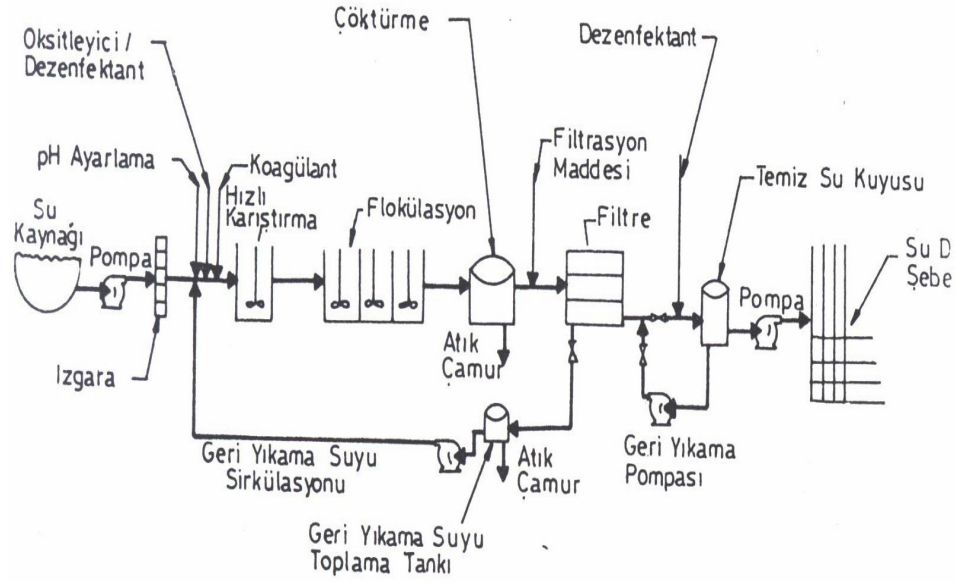 Çöktürme
Oksitleyici /
Dezenfektant
Dezenfektant
pH Ayarlama
Koagülant
Filtrasyon
Maddesi
Temiz Su Kuyusu
Su
Kaynağı
Hızlı
Karıştırma
Flokülasyon
Filtre
Pompa
Su D
Şebe
Pompa
Izgara
Atık
Çamur
Geri Yıkama Suyu
Sirkülasyonu
Atık
Çamur
Geri Yıkama
Pompası
Geri Yıkama Suyu
Toplama Tankı